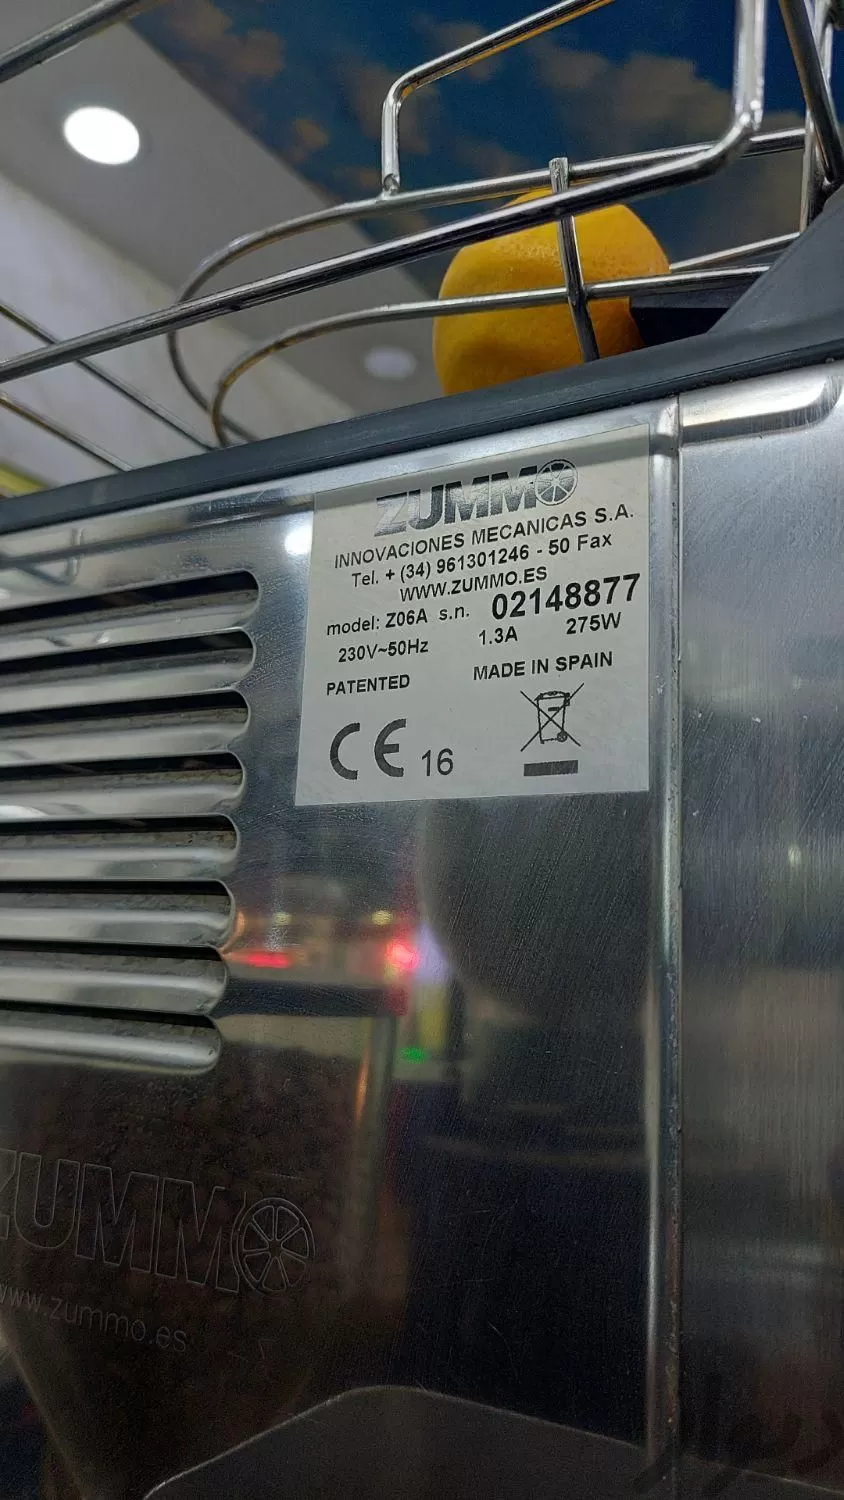 ZUMMO
INNOVACIONES MECANICAS S.A.
Tel. + (34) 961301246 - 50 Fax
WWW.ZUMMO.ES
model: Z06A s.n. 02148877
230V~50Hz 1.3A 275W
PATENTED MADE IN SPAIN
CE 16
ZUMMO
www.zummo.es
دیوار